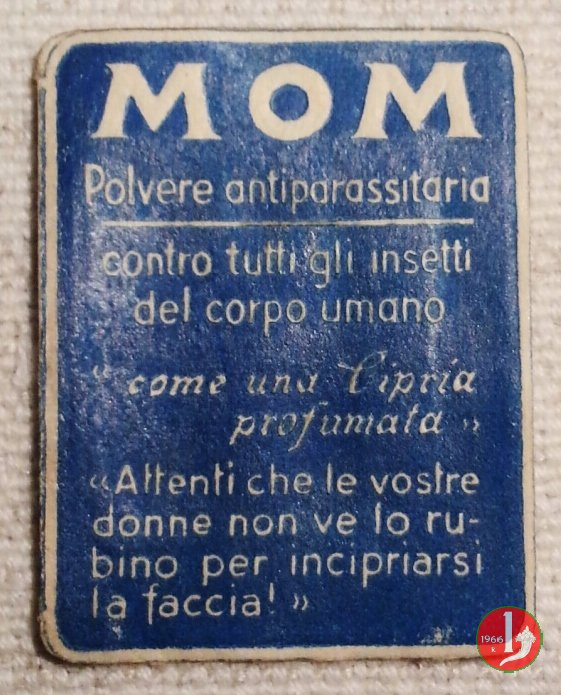 MOM
Polvere antiparassitaria
contro tutti gli insetti
del corpo umano
“ come una Cipria
profumata »
«Attenti che le vostre
donne non ve lo ru-
bino per incipriarsi
la faccia! »
1966